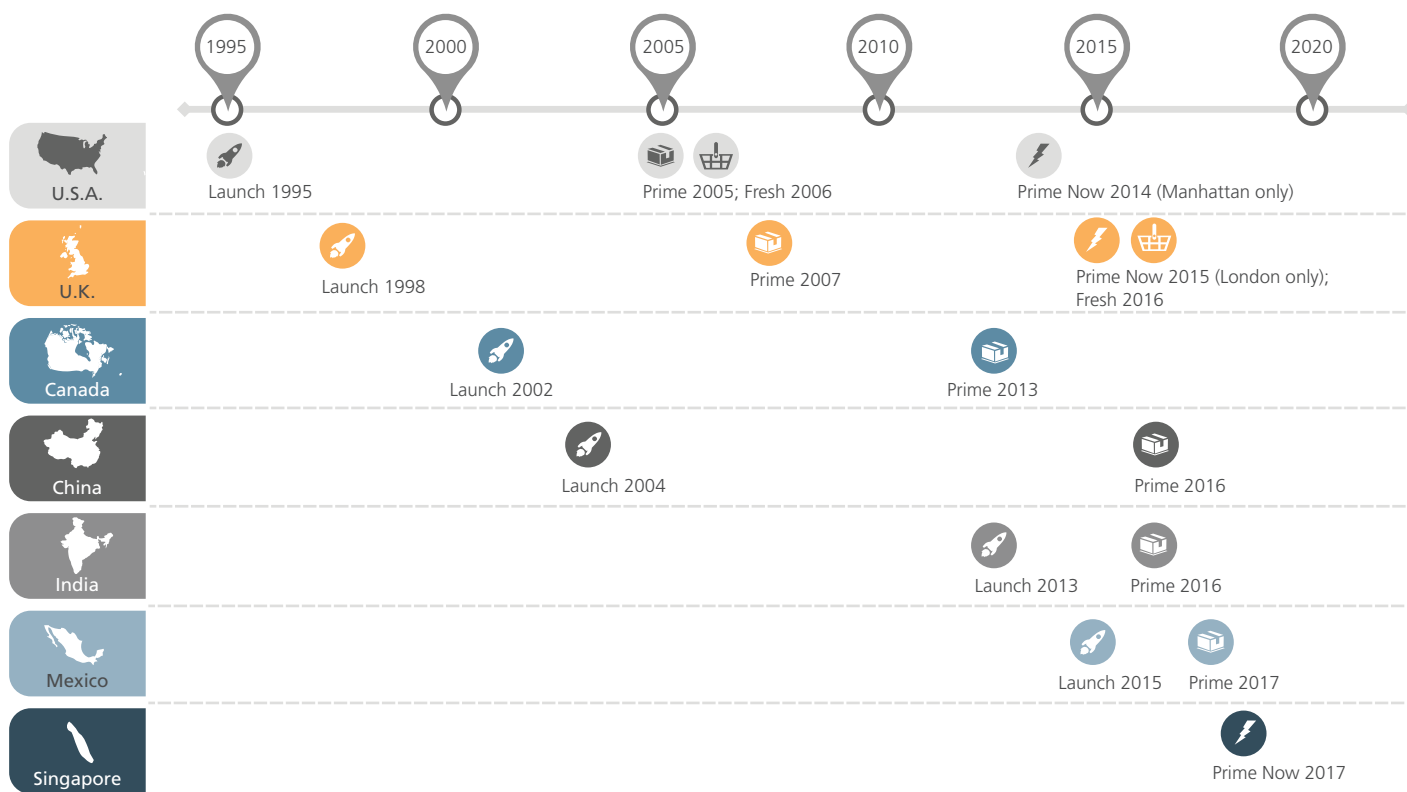 1995
2000
2005
2010
2015
2020
U.S.A.
Launch 1995
Prime 2005; Fresh 2006
Prime Now 2014 (Manhattan only)
U.K.
Launch 1998
Prime 2007
Prime Now 2015 (London only);
Fresh 2016
Canada
Launch 2002
Prime 2013
China
Launch 2004
Prime 2016
India
Launch 2013
Prime 2016
Mexico
Launch 2015
Prime 2017
Singapore
Prime Now 2017